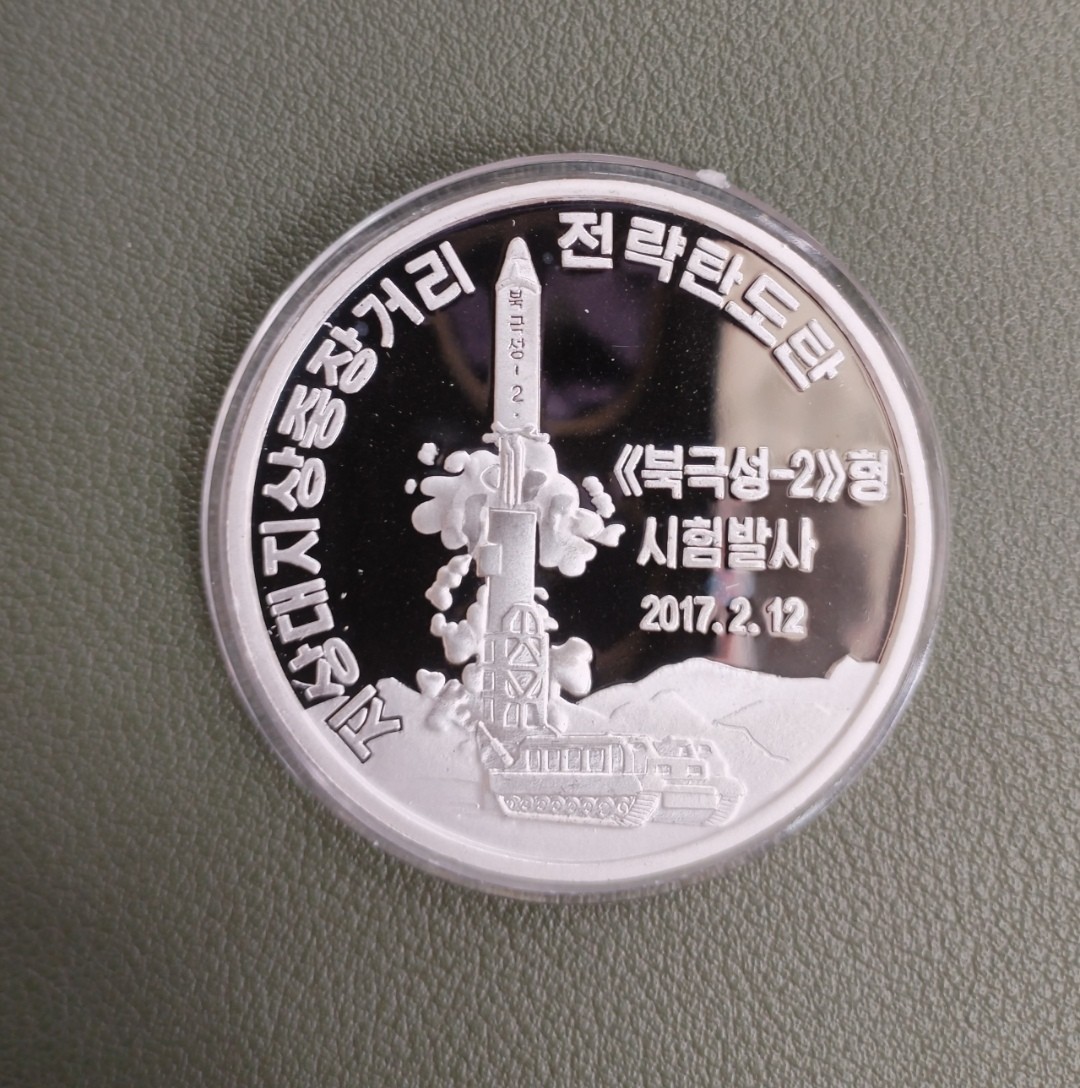 지상대지상중장거리 전략탄도탄
북극성-2
《북극성-2》형
시험발사
2017.2.12